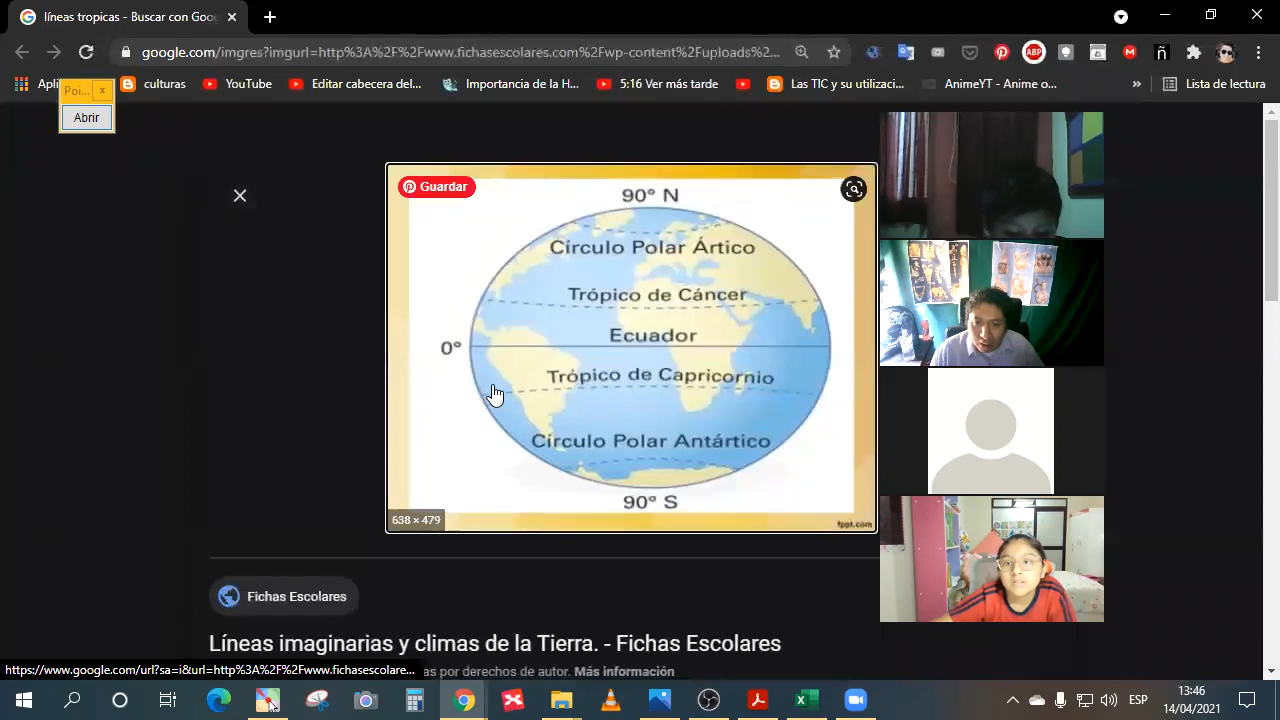 líneas tropicas - Buscar con Goo
google.com/imgres?imgurl=http%3A%2F%2Fwww.fichasescolares.com%2Fwp-content%2Fuploads%2...
ABP
M
ñ
Apli
culturas
YouTube
Editar cabecera del...
Importancia de la H...
5:16 Ver más tarde
Las TIC y su utilizaci...
AnimeYT - Anime o...
»
Lista de lectura
Poi...
x
Abrir
Guardar
90° N
Círculo Polar Ártico
Trópico de Cáncer
Ecuador
0°
Trópico de Capricornio
Círculo Polar Antártico
90° S
638 × 479
fppt.com
Fichas Escolares
Líneas imaginarias y climas de la Tierra. - Fichas Escolares
https://www.google.com/url?sa=i&url=http%3A%2F%2Fwww.fichasescolare...
as por derechos de autor. Más información
ESP
13:46
14/04/2021